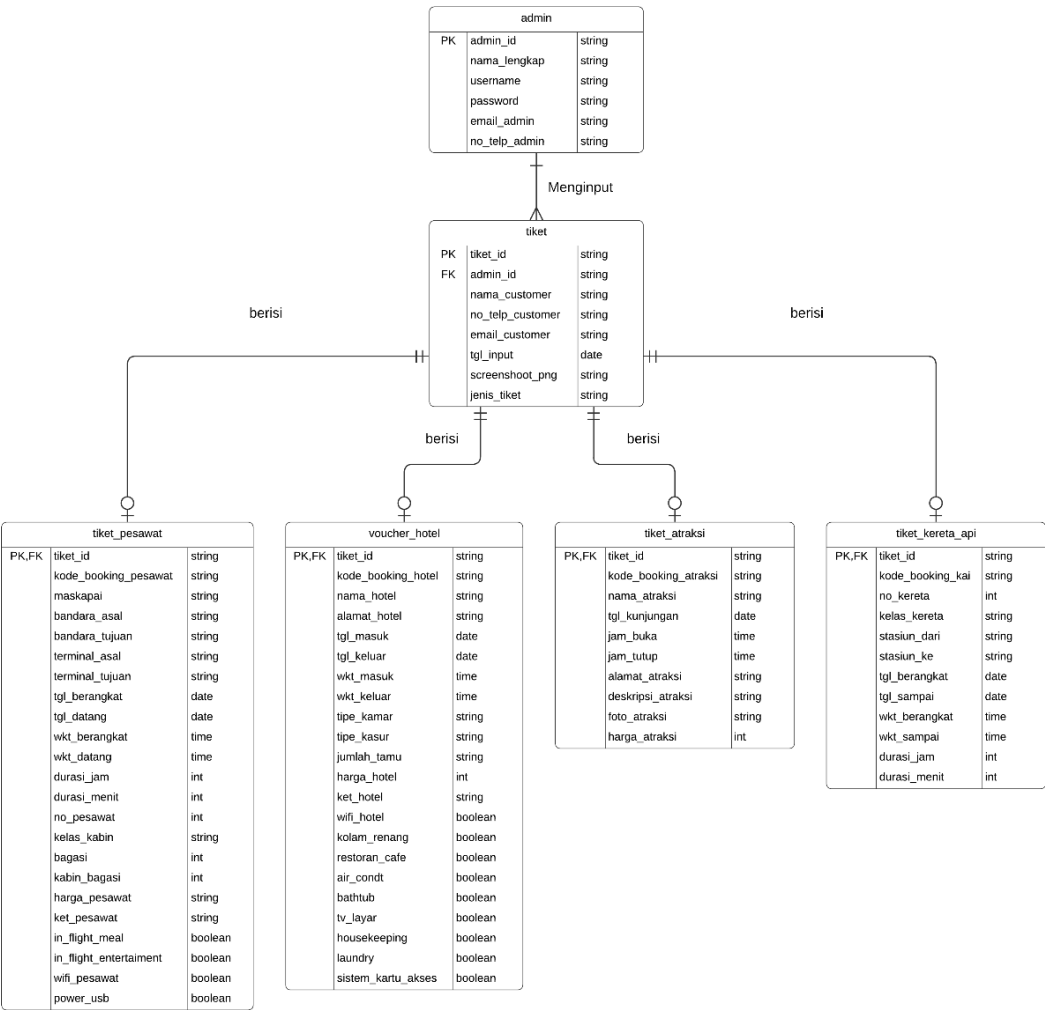 admin
PK admin_id string
nama_lengkap string
username string
password string
email_admin string
no_telp_admin string
Menginput
tiket
PK tiket_id string
FK admin_id string
nama_customer string
no_telp_customer string
email_customer string
tgl_input date
screenshoot_png string
jenis_tiket string
berisi
berisi
berisi
berisi
tiket_pesawat
PK,FK tiket_id string
kode_booking_pesawat string
maskapai string
bandara_asal string
bandara_tujuan string
terminal_asal string
terminal_tujuan string
tgl_berangkat date
tgl_datang date
wkt_berangkat time
wkt_datang time
durasi_jam int
durasi_menit int
no_pesawat int
kelas_kabin string
bagasi int
kabin_bagasi int
harga_pesawat string
ket_pesawat string
in_flight_meal boolean
in_flight_entertaiment boolean
wifi_pesawat boolean
power_usb boolean
voucher_hotel
PK,FK tiket_id string
kode_booking_hotel string
nama_hotel string
alamat_hotel string
tgl_masuk date
tgl_keluar date
wkt_masuk time
wkt_keluar time
tipe_kamar string
tipe_kasur string
jumlah_tamu string
harga_hotel int
ket_hotel string
wifi_hotel boolean
kolam_renang boolean
restoran_cafe boolean
air_condt boolean
bathtub boolean
tv_layar boolean
housekeeping boolean
laundry boolean
sistem_kartu_akses boolean
tiket_atraksi
PK,FK tiket_id string
kode_booking_atraksi string
nama_atraksi string
tgl_kunjungan date
jam_buka time
jam_tutup time
alamat_atraksi string
deskripsi_atraksi string
foto_atraksi string
harga_atraksi int
tiket_kereta_api
PK,FK tiket_id string
kode_booking_kai string
no_kereta int
kelas_kereta string
stasiun_dari string
stasiun_ke string
tgl_berangkat date
tgl_sampai date
wkt_berangkat time
wkt_sampai time
durasi_jam int
durasi_menit int